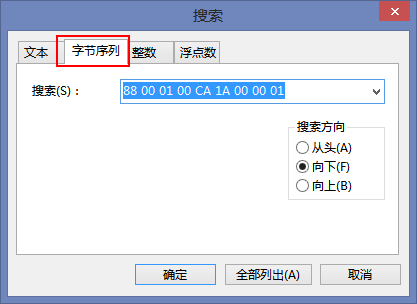 搜索
文本 字节序列 整数 浮点数
搜索(S)： 88 00 01 00 CA 1A 00 00 01
搜索方向
从头(A)
向下(F)
向上(B)
确定 全部列出(A) 取消